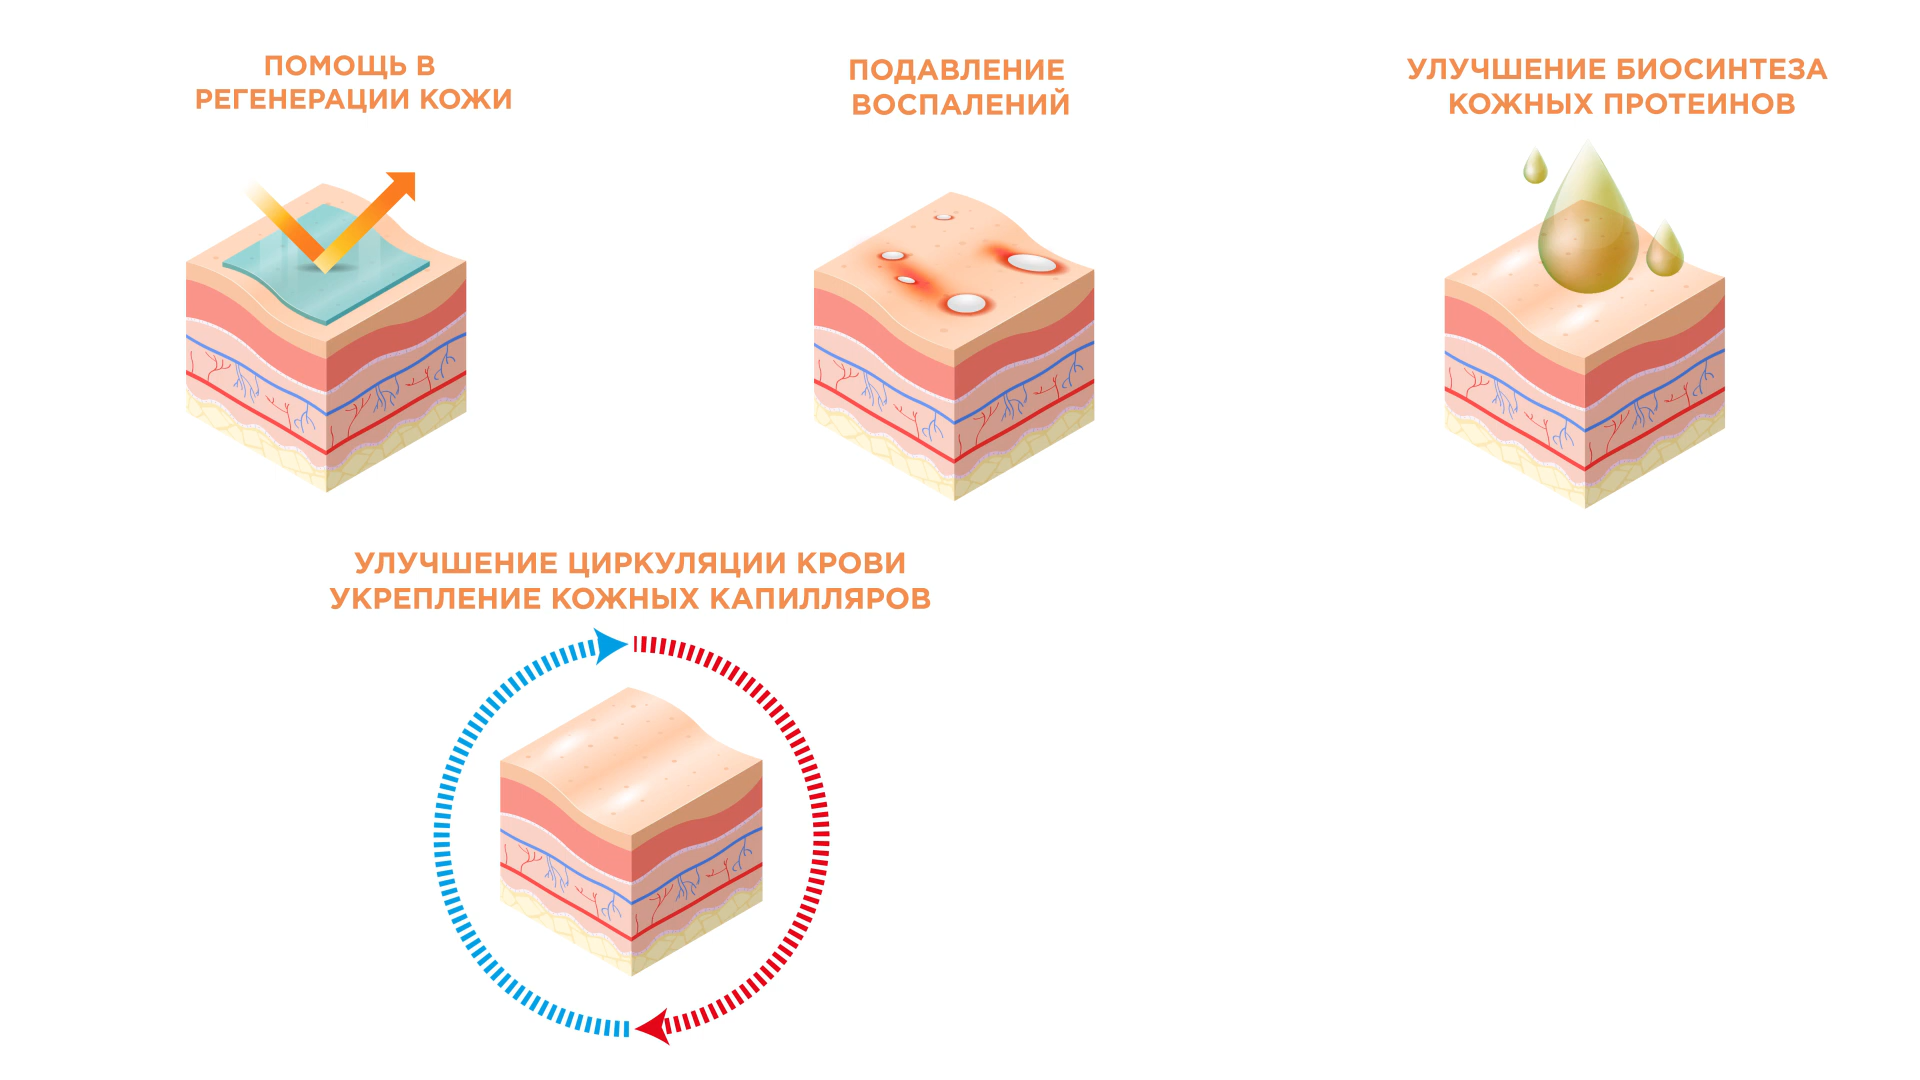 ПОМОЩЬ В
РЕГЕНЕРАЦИИ КОЖИ
ПОДАВЛЕНИЕ
ВОСПАЛЕНИЙ
УЛУЧШЕНИЕ БИОСИНТЕЗА
КОЖНЫХ ПРОТЕИНОВ
УЛУЧШЕНИЕ ЦИРКУЛЯЦИИ КРОВИ
УКРЕПЛЕНИЕ КОЖНЫХ КАПИЛЛЯРОВ